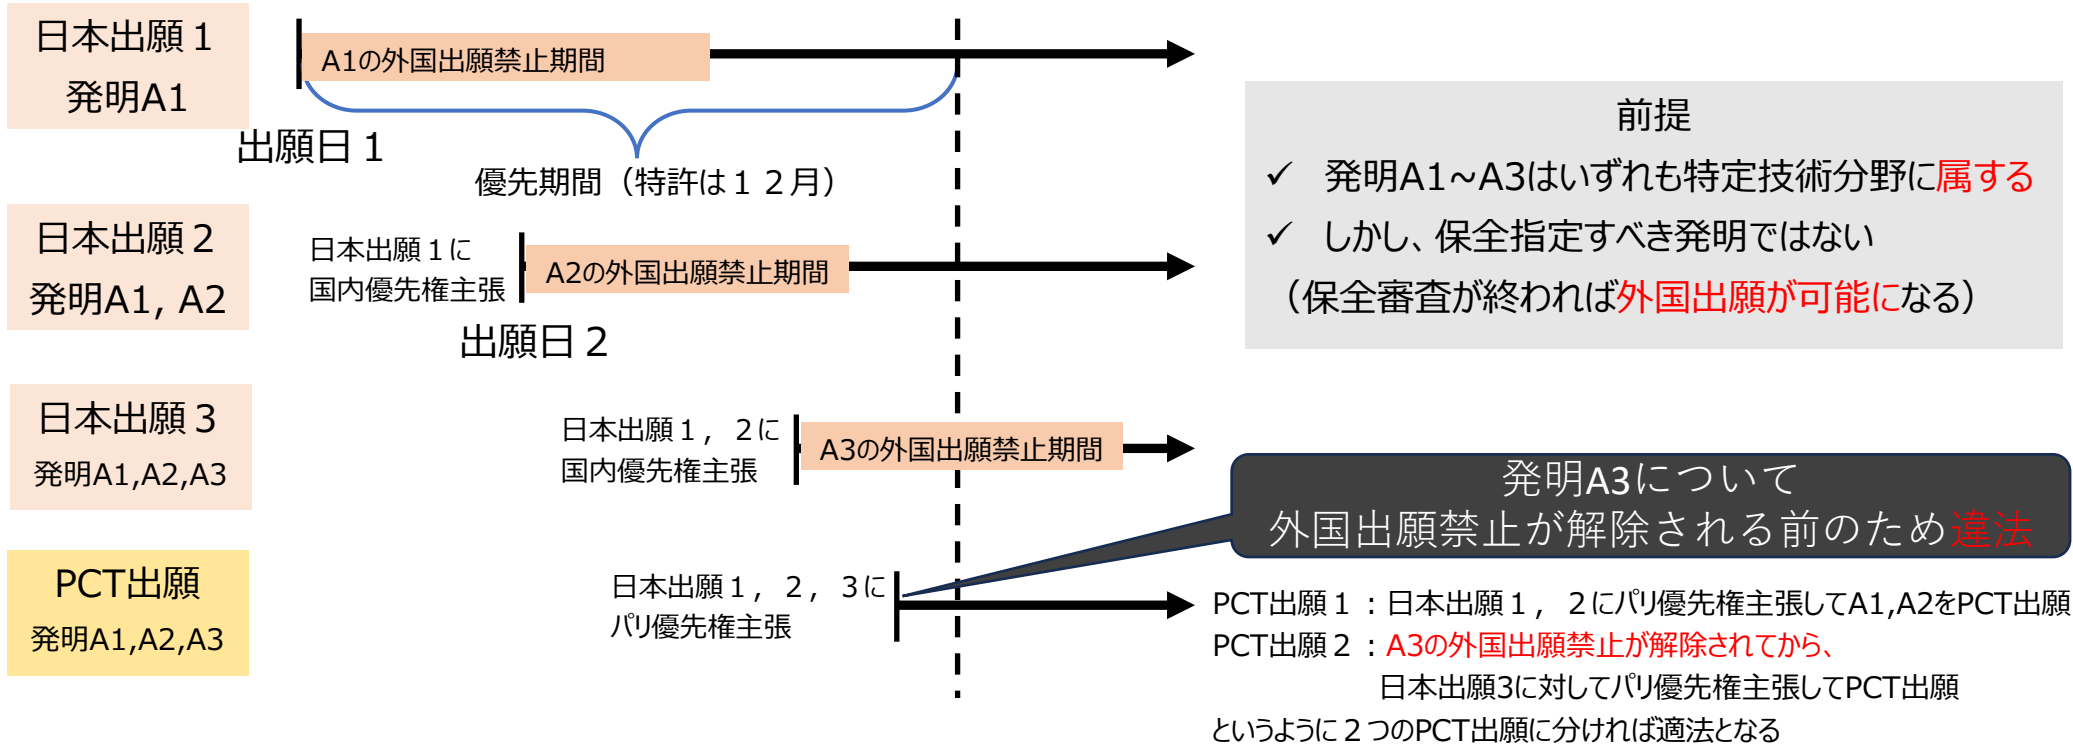 日本出願１
発明A1
A1の外国出願禁止期間
出願日１
優先期間（特許は１２月）
日本出願２
発明A1, A2
日本出願１に
国内優先権主張
A2の外国出願禁止期間
出願日２
日本出願３
発明A1,A2,A3
日本出願１，２に
国内優先権主張
A3の外国出願禁止期間
PCT出願
発明A1,A2,A3
日本出願１，２，３に
パリ優先権主張
前提
✓ 発明A1~A3はいずれも特定技術分野に属する
✓ しかし、保全指定すべき発明ではない
（保全審査が終われば外国出願が可能になる）
発明A3について
外国出願禁止が解除される前のため違法
PCT出願１：日本出願１，２にパリ優先権主張してA1,A2をPCT出願
PCT出願２：A3の外国出願禁止が解除されてから、
日本出願3に対してパリ優先権主張してPCT出願
というように２つのPCT出願に分ければ適法となる